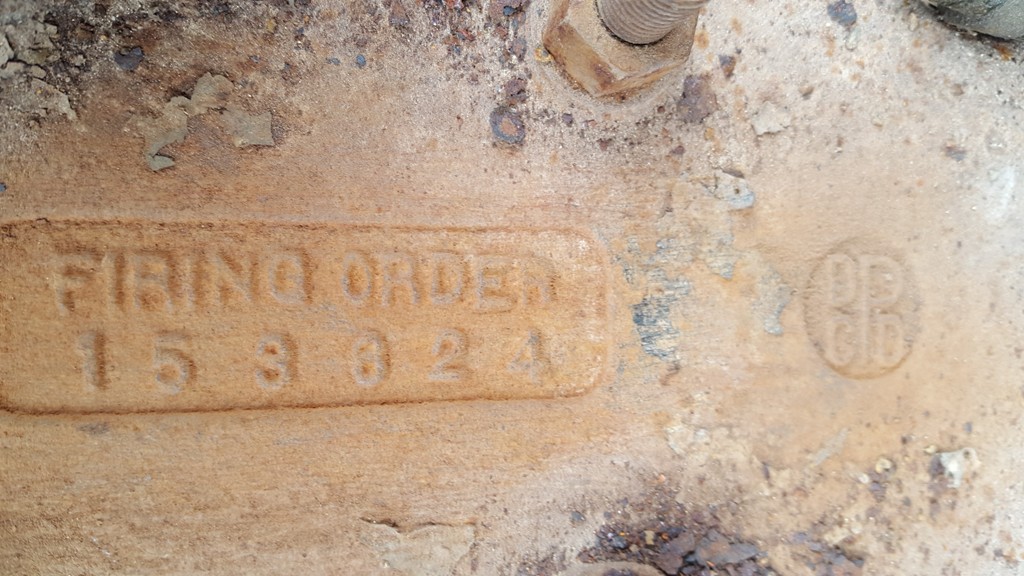 FIRING ORDER
1 5 3 6 2 4